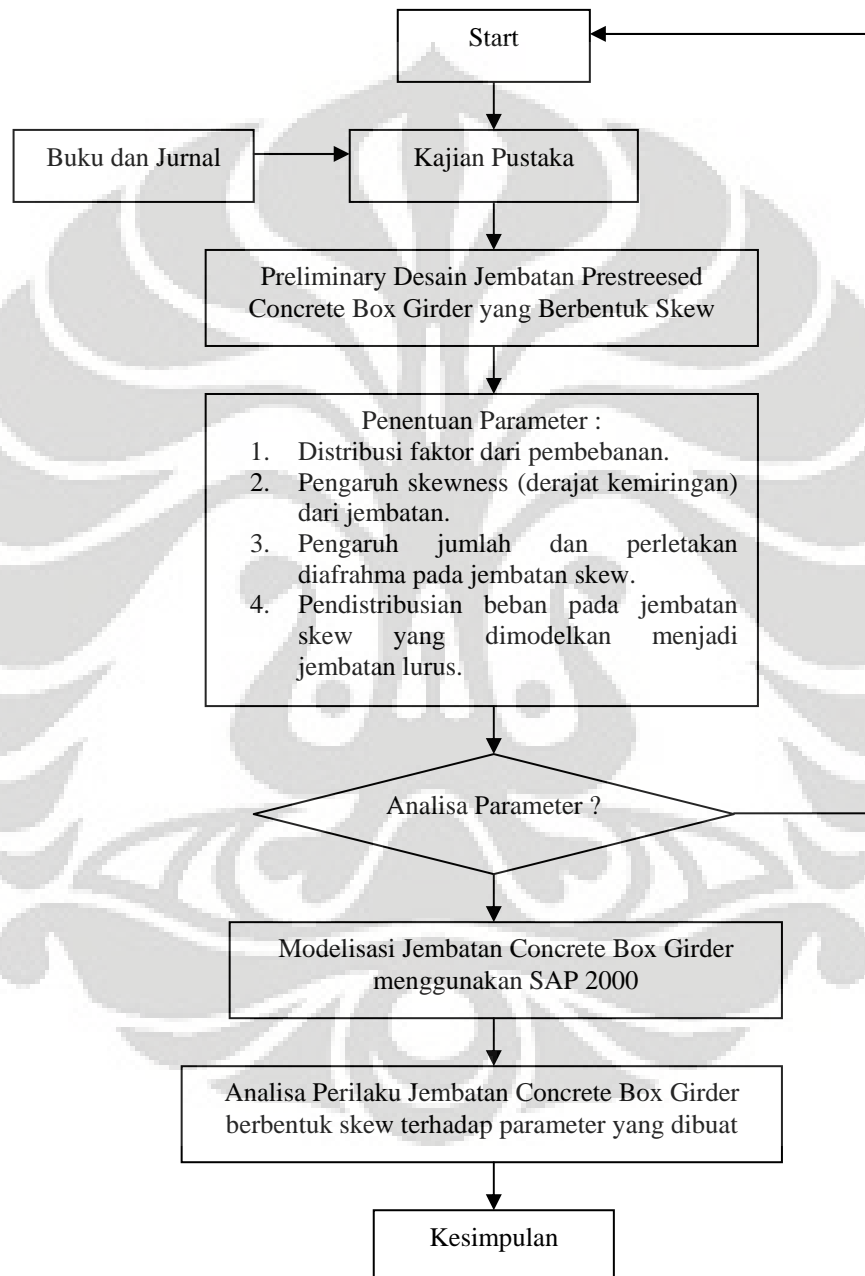 Start
Buku dan Jurnal
Kajian Pustaka
Preliminary Desain Jembatan Prestreesed
Concrete Box Girder yang Berbentuk Skew
Penentuan Parameter :
1. Distribusi faktor dari pembebanan.
2. Pengaruh skewness (derajat kemiringan)
dari jembatan.
3. Pengaruh jumlah dan perletakan
diafrahma pada jembatan skew.
4. Pendistribusian beban pada jembatan
skew yang dimodelkan menjadi
jembatan lurus.
Analisa Parameter ?
Modelisasi Jembatan Concrete Box Girder
menggunakan SAP 2000
Analisa Perilaku Jembatan Concrete Box Girder
berbentuk skew terhadap parameter yang dibuat
Kesimpulan